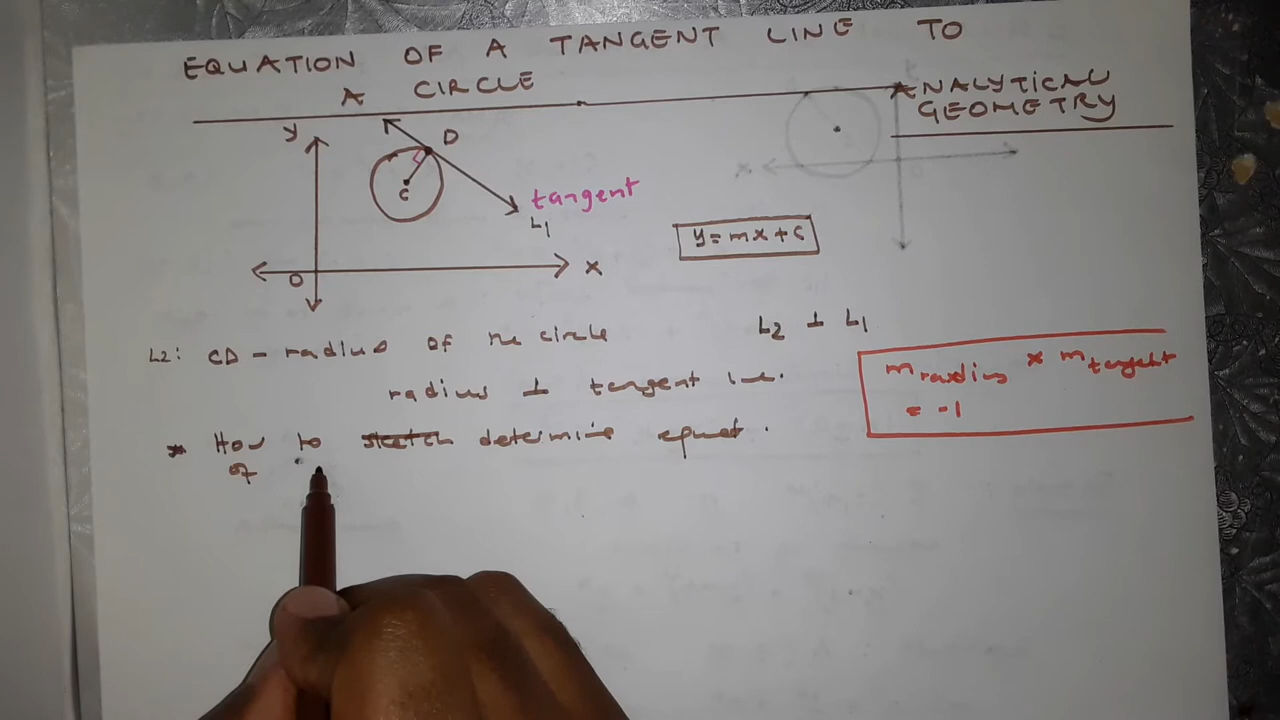 EQUATION OF A TANGENT LINE TO
A CIRCLE
ANALYTICAL
GEOMETRY
y
D
C
tangent
L1
y=mx+c
x
O
L2: CD - radius of the circle
L2 ⊥ L1
radius ⊥ tangent line.
m radius × m tangent
= -1
* How to sketch determine equat.
of